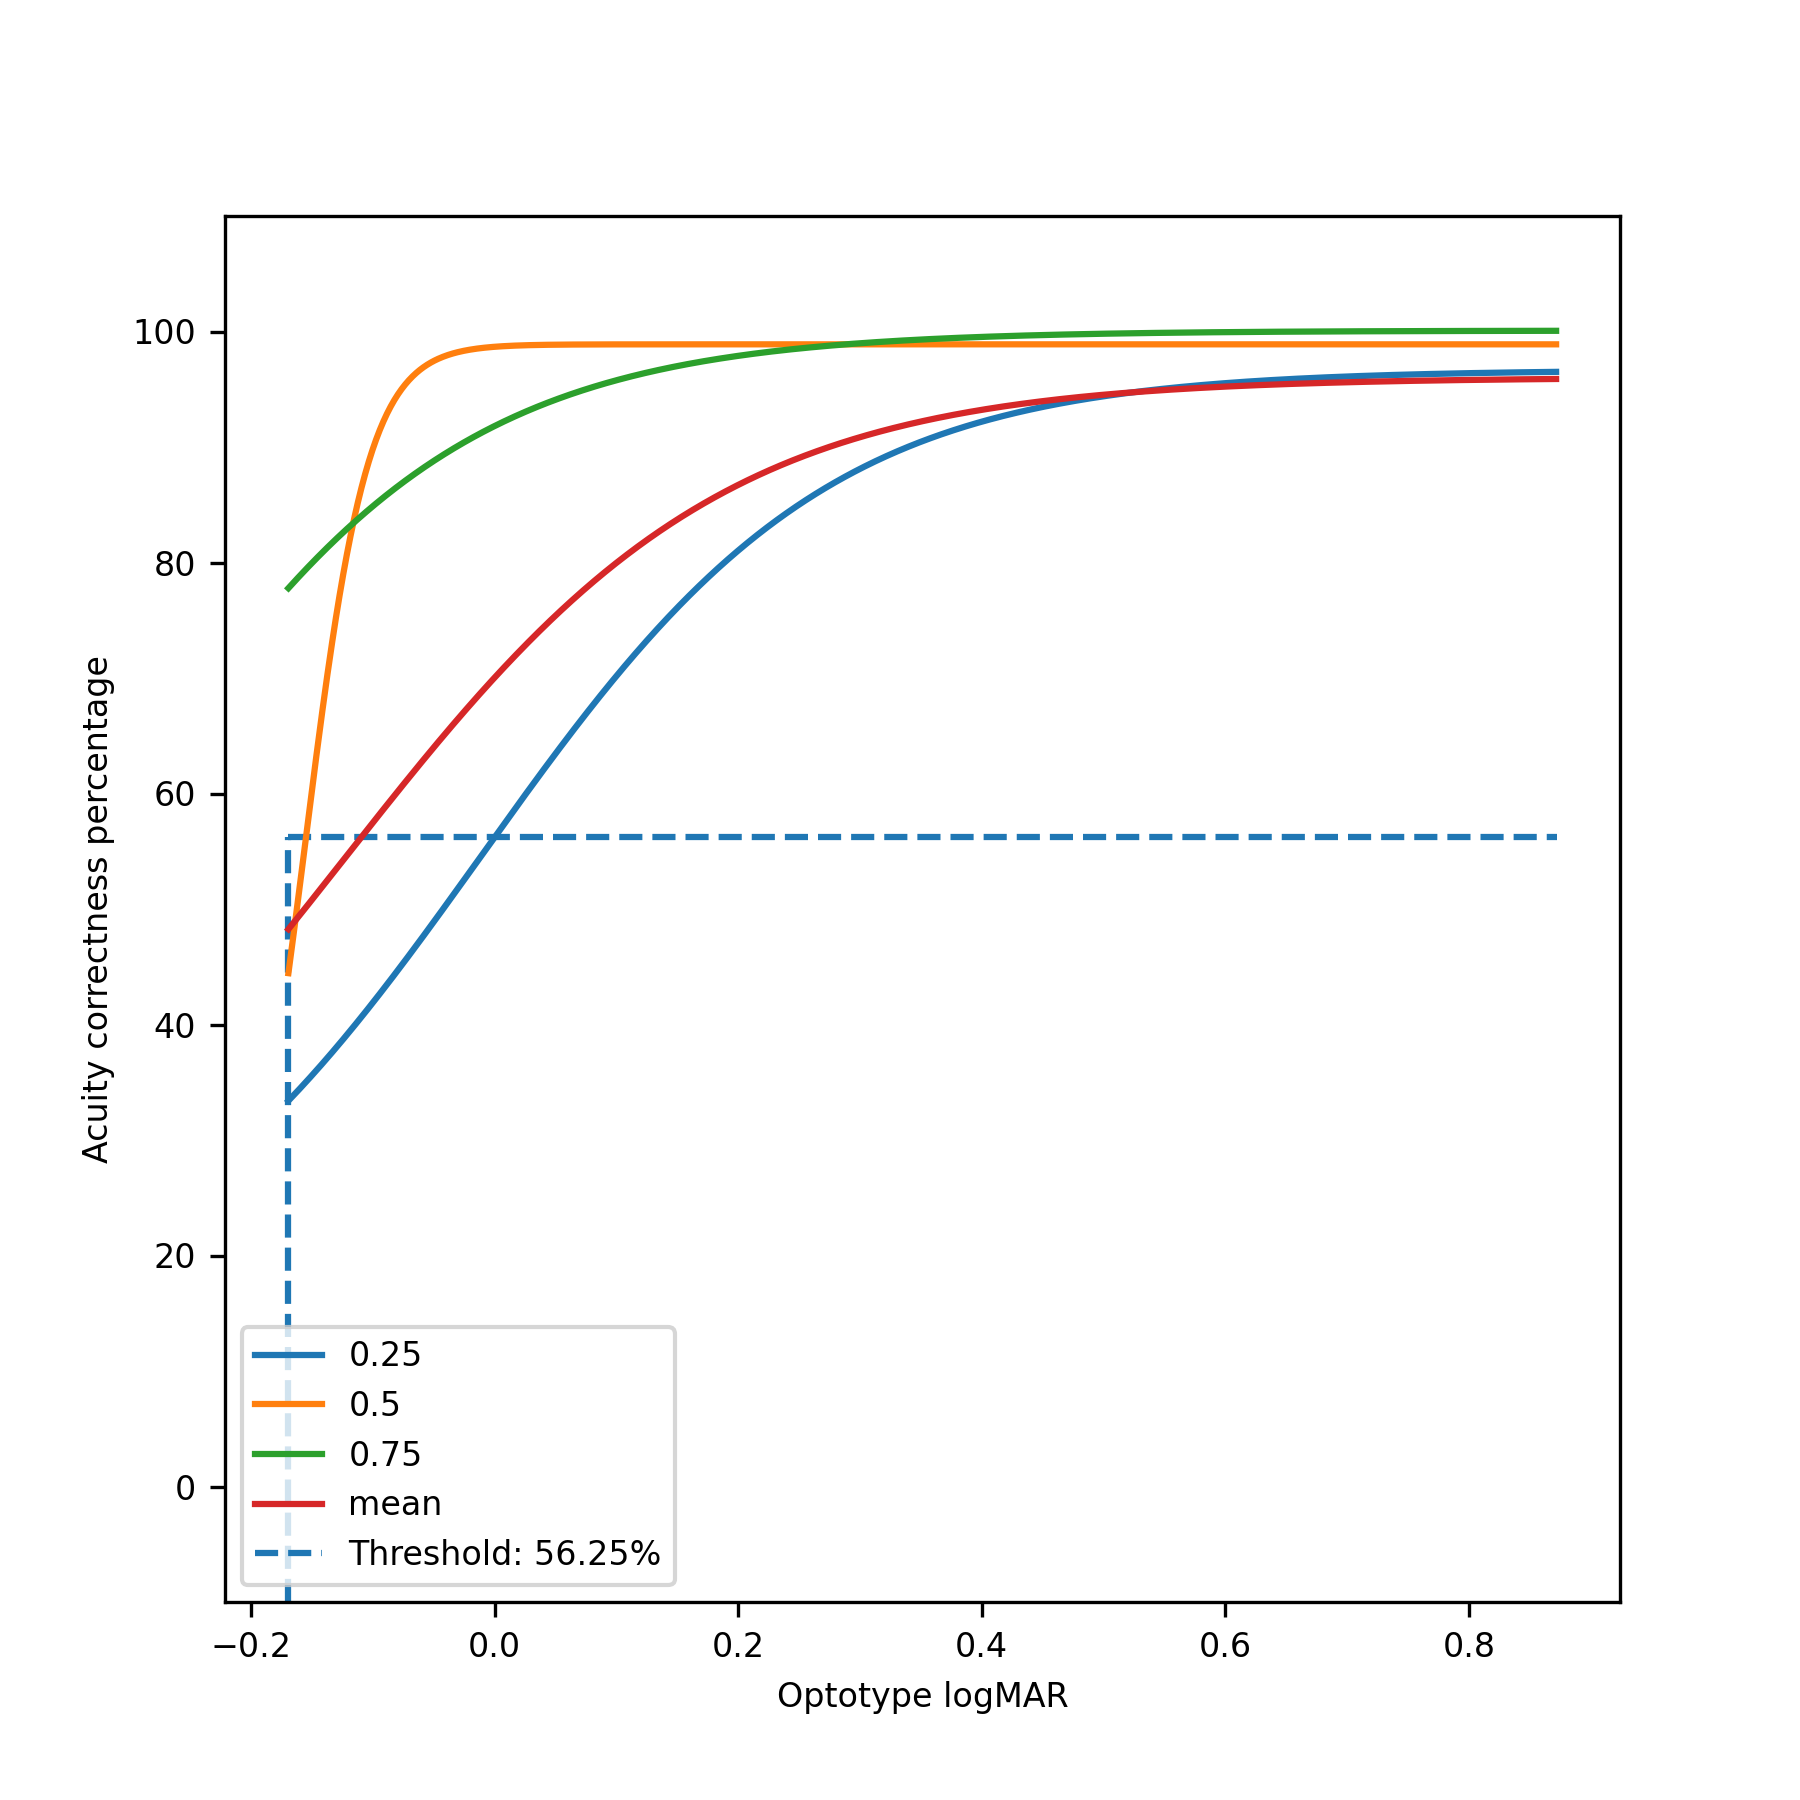 100
80
60
40
20
0
Acuity correctness percentage
0.25
0.5
0.75
mean
Threshold: 56.25%
−0.2 0.0 0.2 0.4 0.6 0.8
Optotype logMAR